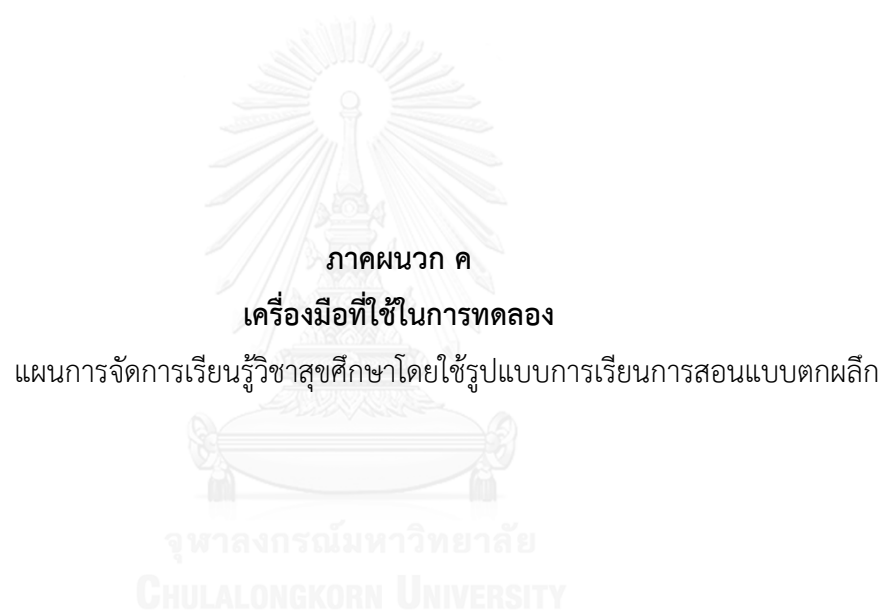 ภาคผนวก ค
เครื่องมือที่ใช้ในการทดลอง
แผนการจัดการเรียนรู้วิชาสุขศึกษาโดยใช้รูปแบบการเรียนการสอนแบบตกผลึก
จุฬาลงกรณ์มหาวิทยาลัย
CHULALONGKORN UNIVERSITY